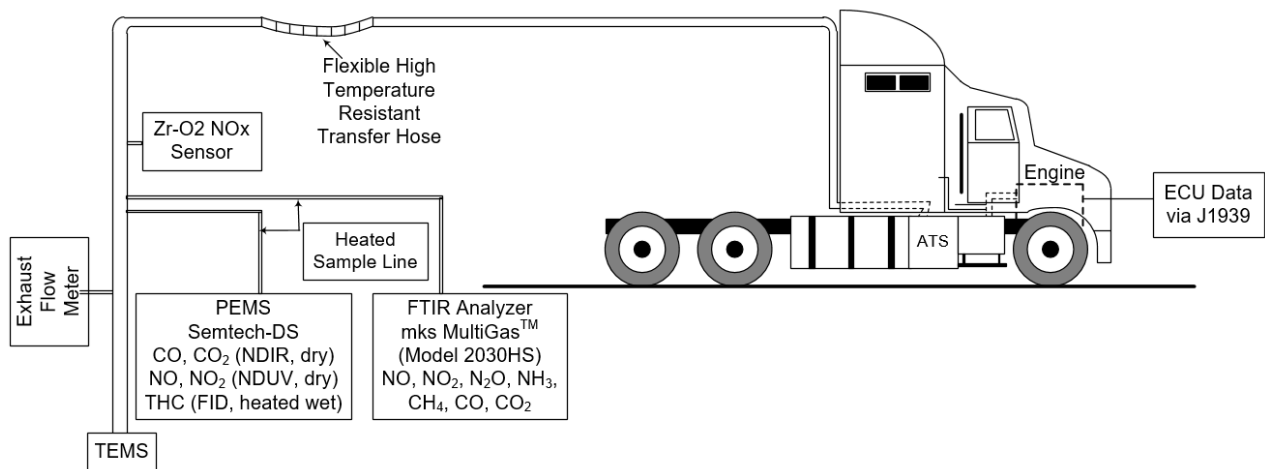 Flexible High
Temperature
Resistant
Transfer Hose
Zr-O2 NOx
Sensor
Engine
ECU Data
via J1939
Heated
Sample Line
ATS
Exhaust
Flow
Meter
PEMS
Semtech-DS
CO, CO₂ (NDIR, dry)
NO, NO₂ (NDUV, dry)
THC (FID, heated wet)
FTIR Analyzer
mks MultiGas™
(Model 2030HS)
NO, NO₂, N₂O, NH₃,
CH₄, CO, CO₂
TEMS